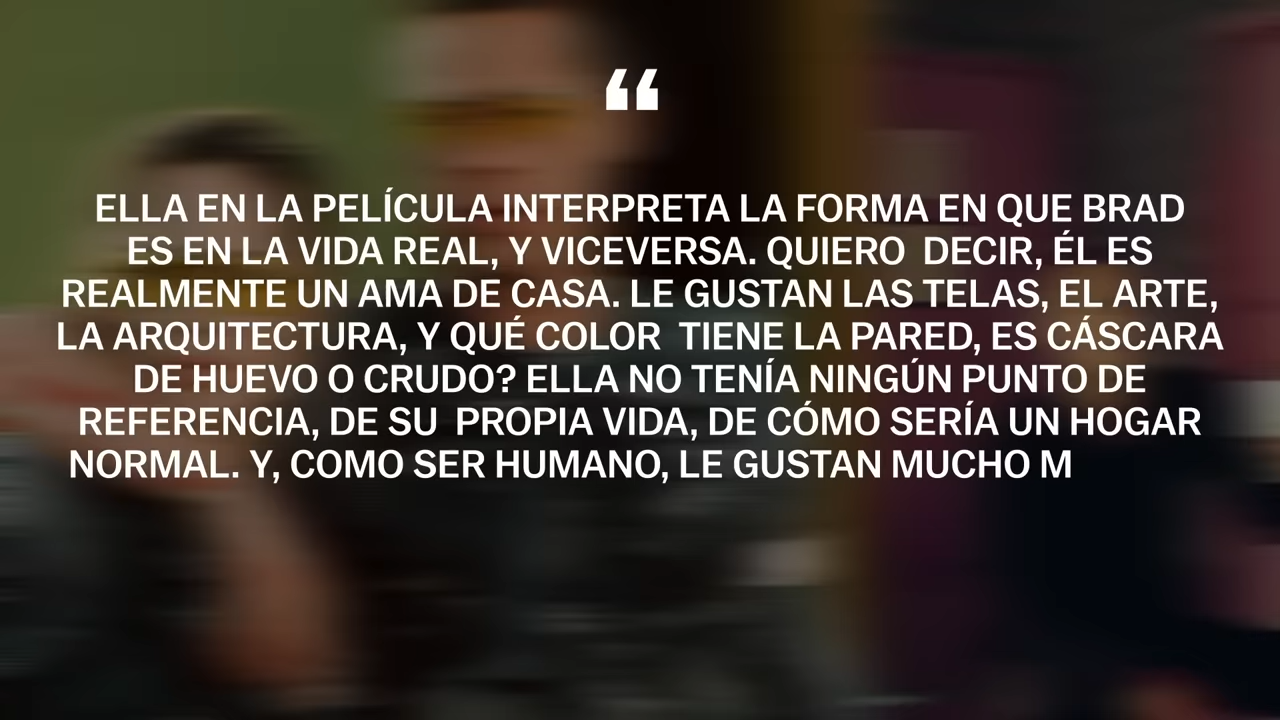 “
ELLA EN LA PELÍCULA INTERPRETA LA FORMA EN QUE BRAD
ES EN LA VIDA REAL, Y VICEVERSA. QUIERO DECIR, ÉL ES
REALMENTE UN AMA DE CASA. LE GUSTAN LAS TELAS, EL ARTE,
LA ARQUITECTURA, Y QUÉ COLOR TIENE LA PARED, ES CÁSCARA
DE HUEVO O CRUDO? ELLA NO TENÍA NINGÚN PUNTO DE
REFERENCIA, DE SU PROPIA VIDA, DE CÓMO SERÍA UN HOGAR
NORMAL. Y, COMO SER HUMANO, LE GUSTAN MUCHO M